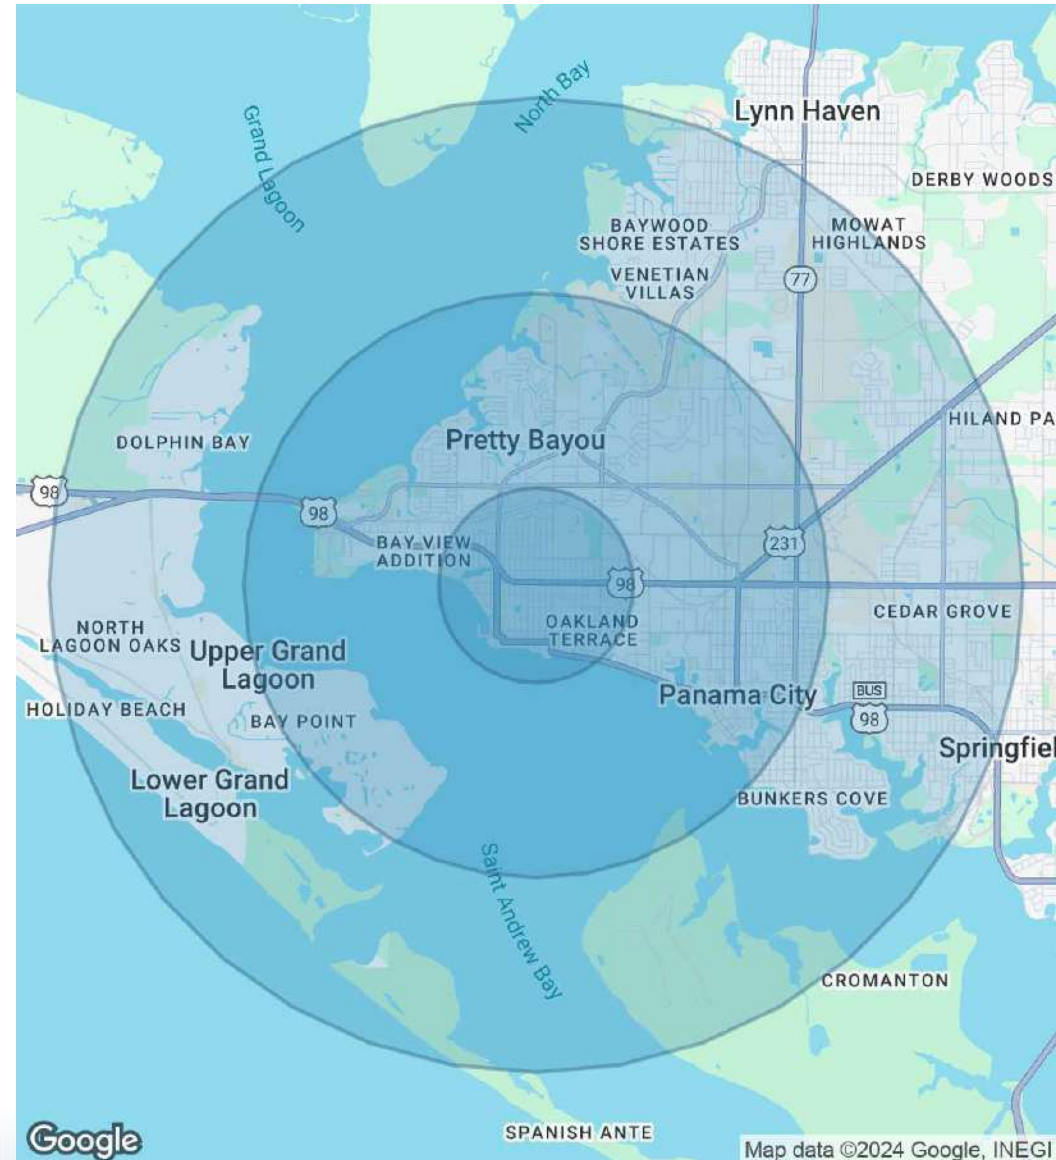 North Bay
Grand Lagoon
Lynn Haven
DERBY WOODS
BAYWOOD
SHORE ESTATES
MOWAT
HIGHLANDS
VENETIAN
VILLAS
77
HILAND PA
DOLPHIN BAY
Pretty Bayou
98
98
231
BAY VIEW
ADDITION
98
OAKLAND
TERRACE
CEDAR GROVE
NORTH
LAGOON OAKS
Upper Grand
Lagoon
HOLIDAY BEACH
BAY POINT
Panama City
BUS
98
Springfiel
Lower Grand
Lagoon
BUNKERS COVE
Saint Andrew Bay
CROMANTON
SPANISH ANTE
Google
Map data ©2024 Google, INEGI